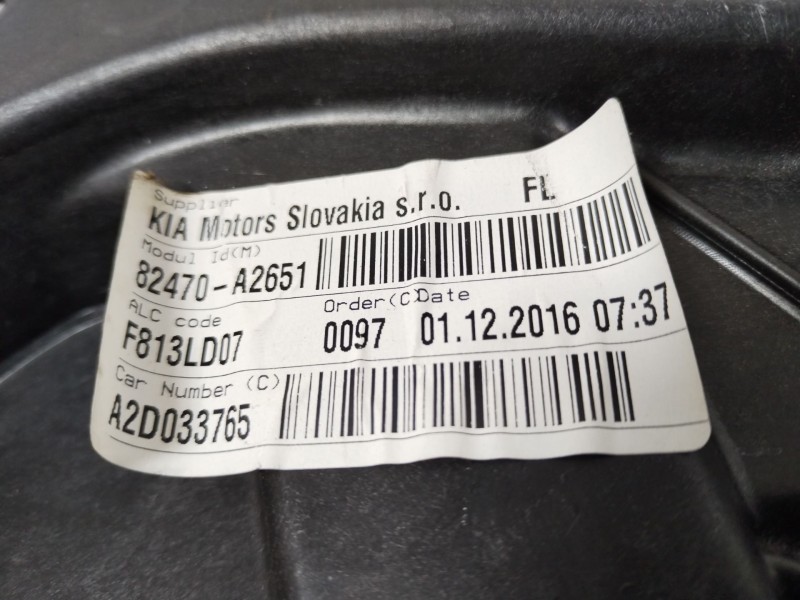 Supplier
KIA Motors Slovakia s.r.o. FL
Modul Id(M)
82470-A2651
ALC code Order(C)Date
F813LD07 0097 01.12.2016 07:37
Car Number (C)
A2D033765